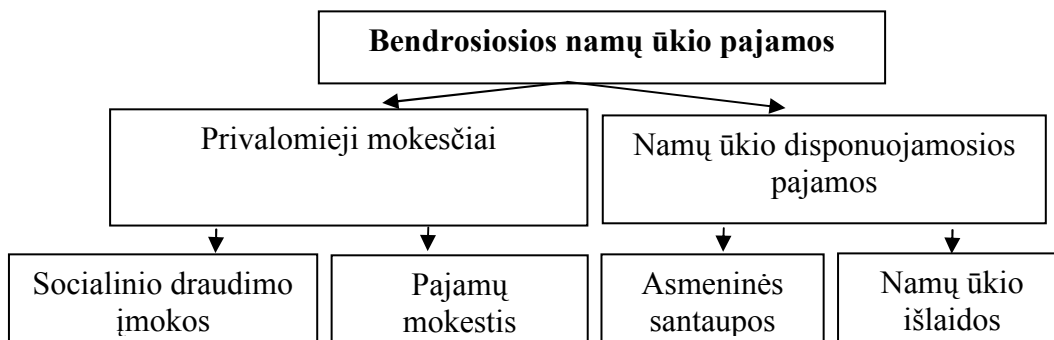 Bendrosiosios namų ūkio pajamos
Privalomieji mokesčiai
Namų ūkio disponuojamosios
pajamos
Socialinio draudimo
įmokos
Pajamų
mokestis
Asmeninės
santaupos
Namų ūkio
išlaidos